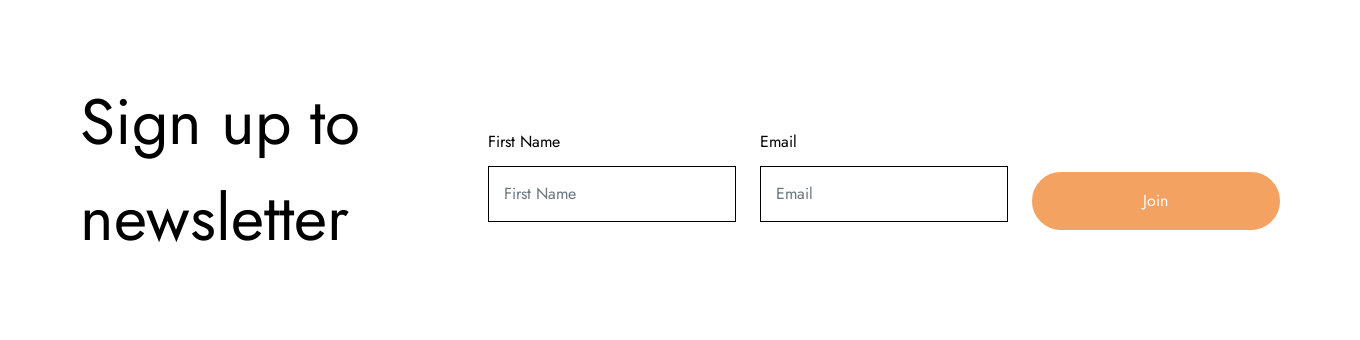 Sign up to
newsletter
First Name
Email
First Name
Email
Join